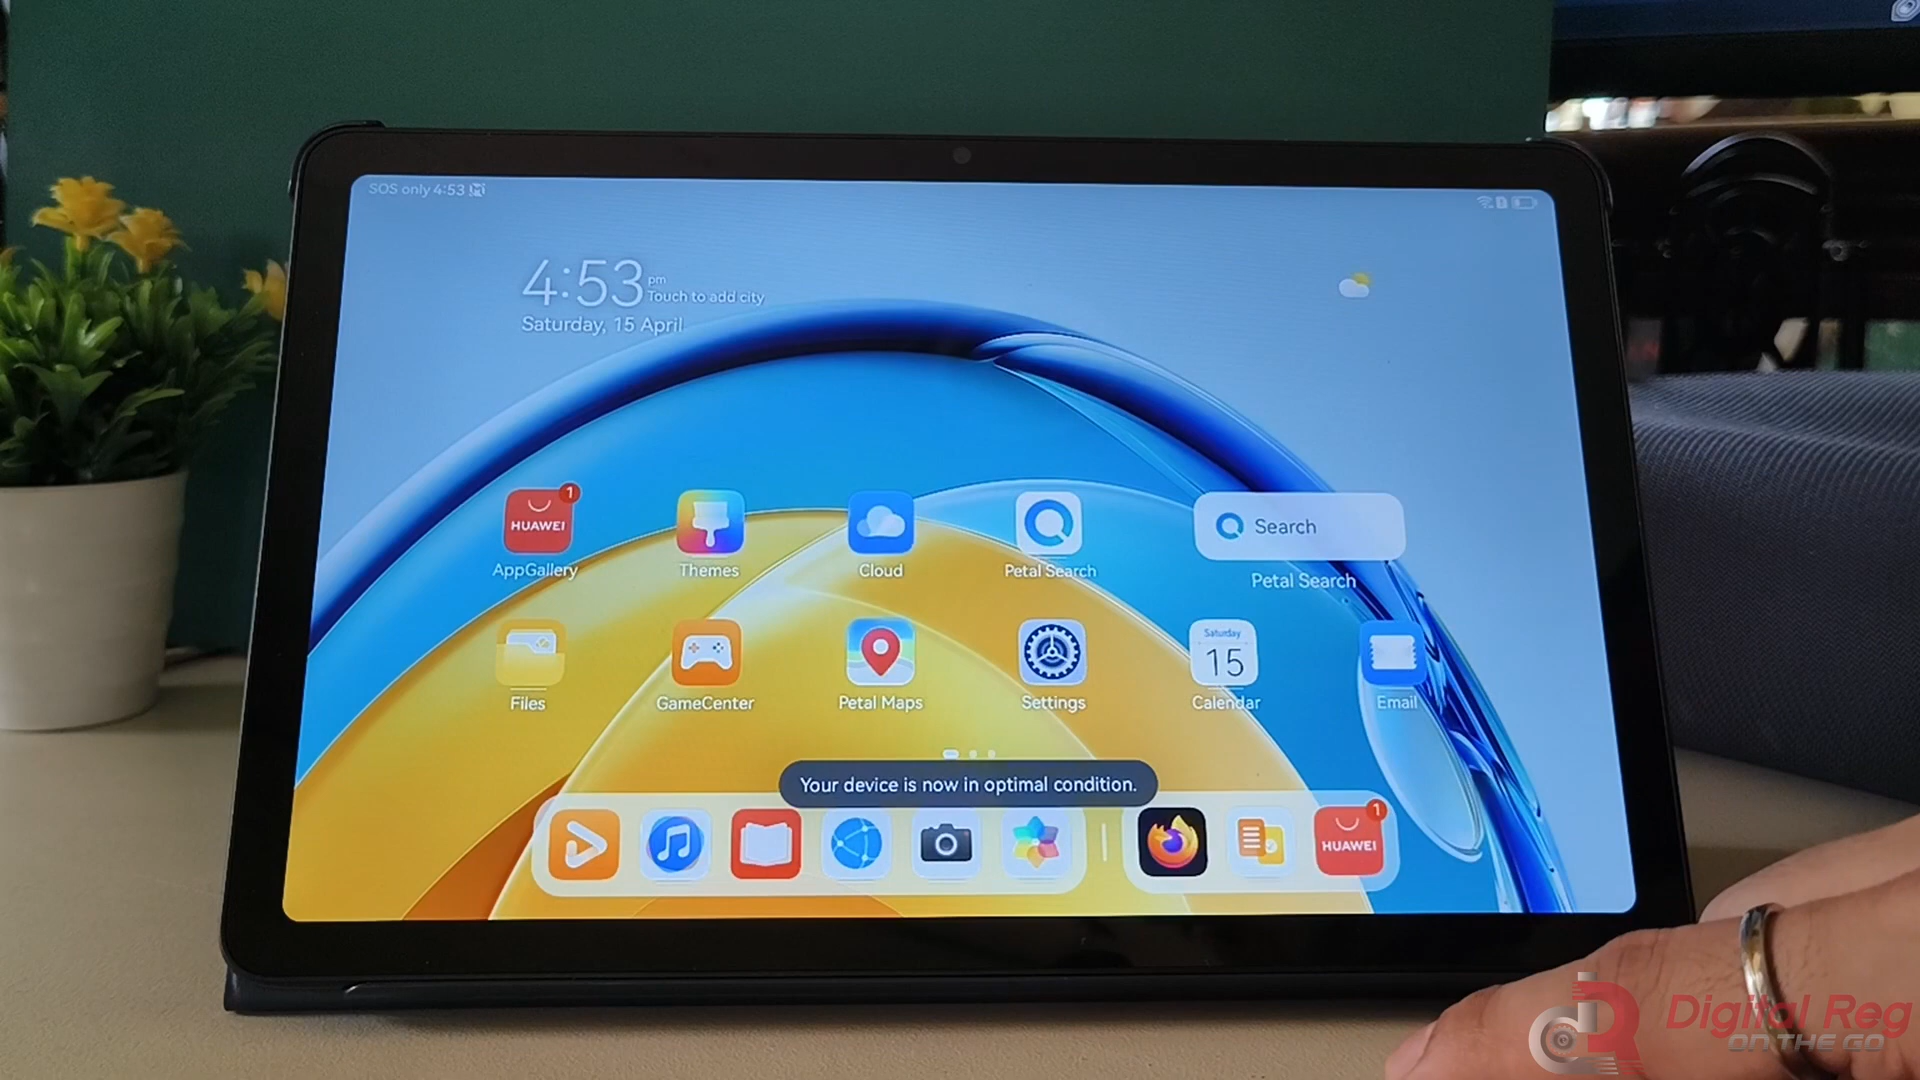 SOS only 4:53
4:53 pm
Touch to add city
Saturday, 15 April
1
HUAWEI
AppGallery
Themes
Cloud
Petal Search
Search
Petal Search
Files
GameCenter
Petal Maps
Settings
Saturday
15
Calendar
Email
Your device is now in optimal condition.
1
HUAWEI
dR Digital Reg
ON THE GO